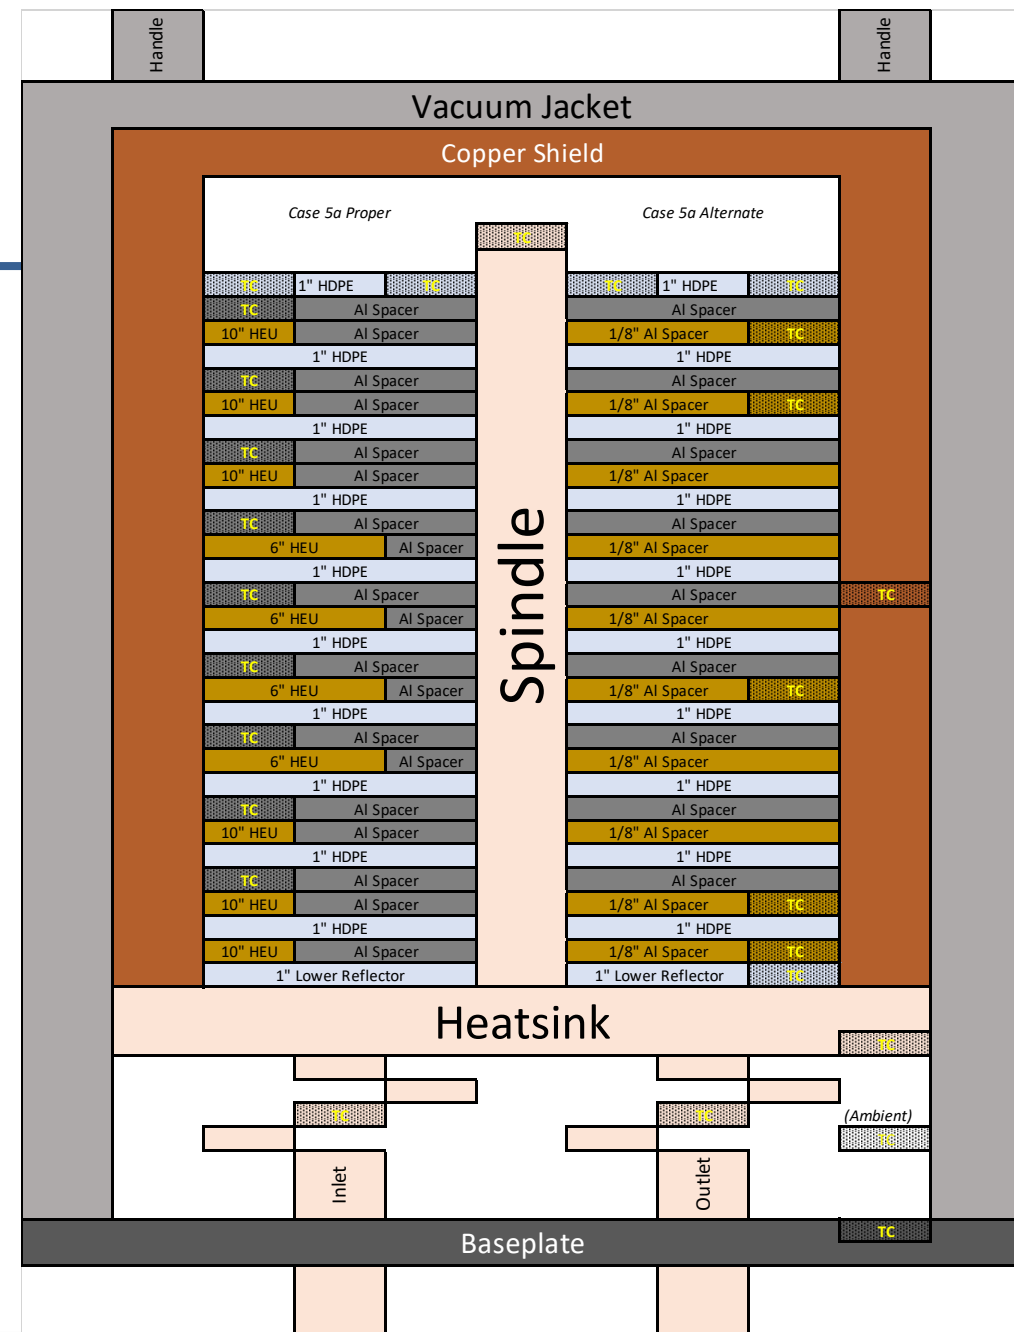 Handle Handle
Vacuum Jacket
Copper Shield
Case 5a Proper Case 5a Alternate
TC
TC 1" HDPE TC TC 1" HDPE TC
TC Al Spacer Al Spacer
10" HEU Al Spacer 1/8" Al Spacer TC
1" HDPE 1" HDPE
TC Al Spacer Al Spacer
10" HEU Al Spacer 1/8" Al Spacer TC
1" HDPE 1" HDPE
TC Al Spacer Al Spacer
10" HEU Al Spacer 1/8" Al Spacer
1" HDPE 1" HDPE
TC Al Spacer Al Spacer
6" HEU Al Spacer 1/8" Al Spacer
1" HDPE 1" HDPE
TC Al Spacer Al Spacer TC
6" HEU Al Spacer 1/8" Al Spacer
Spindle
1" HDPE 1" HDPE
TC Al Spacer Al Spacer
6" HEU Al Spacer 1/8" Al Spacer TC
1" HDPE 1" HDPE
TC Al Spacer Al Spacer
6" HEU Al Spacer 1/8" Al Spacer
1" HDPE 1" HDPE
TC Al Spacer Al Spacer
10" HEU Al Spacer 1/8" Al Spacer
1" HDPE 1" HDPE
TC Al Spacer Al Spacer
10" HEU Al Spacer 1/8" Al Spacer TC
1" HDPE 1" HDPE
10" HEU Al Spacer 1/8" Al Spacer TC
1" Lower Reflector 1" Lower Reflector TC
Heatsink
TC
TC TC (Ambient)
TC
Inlet Outlet
TC
Baseplate